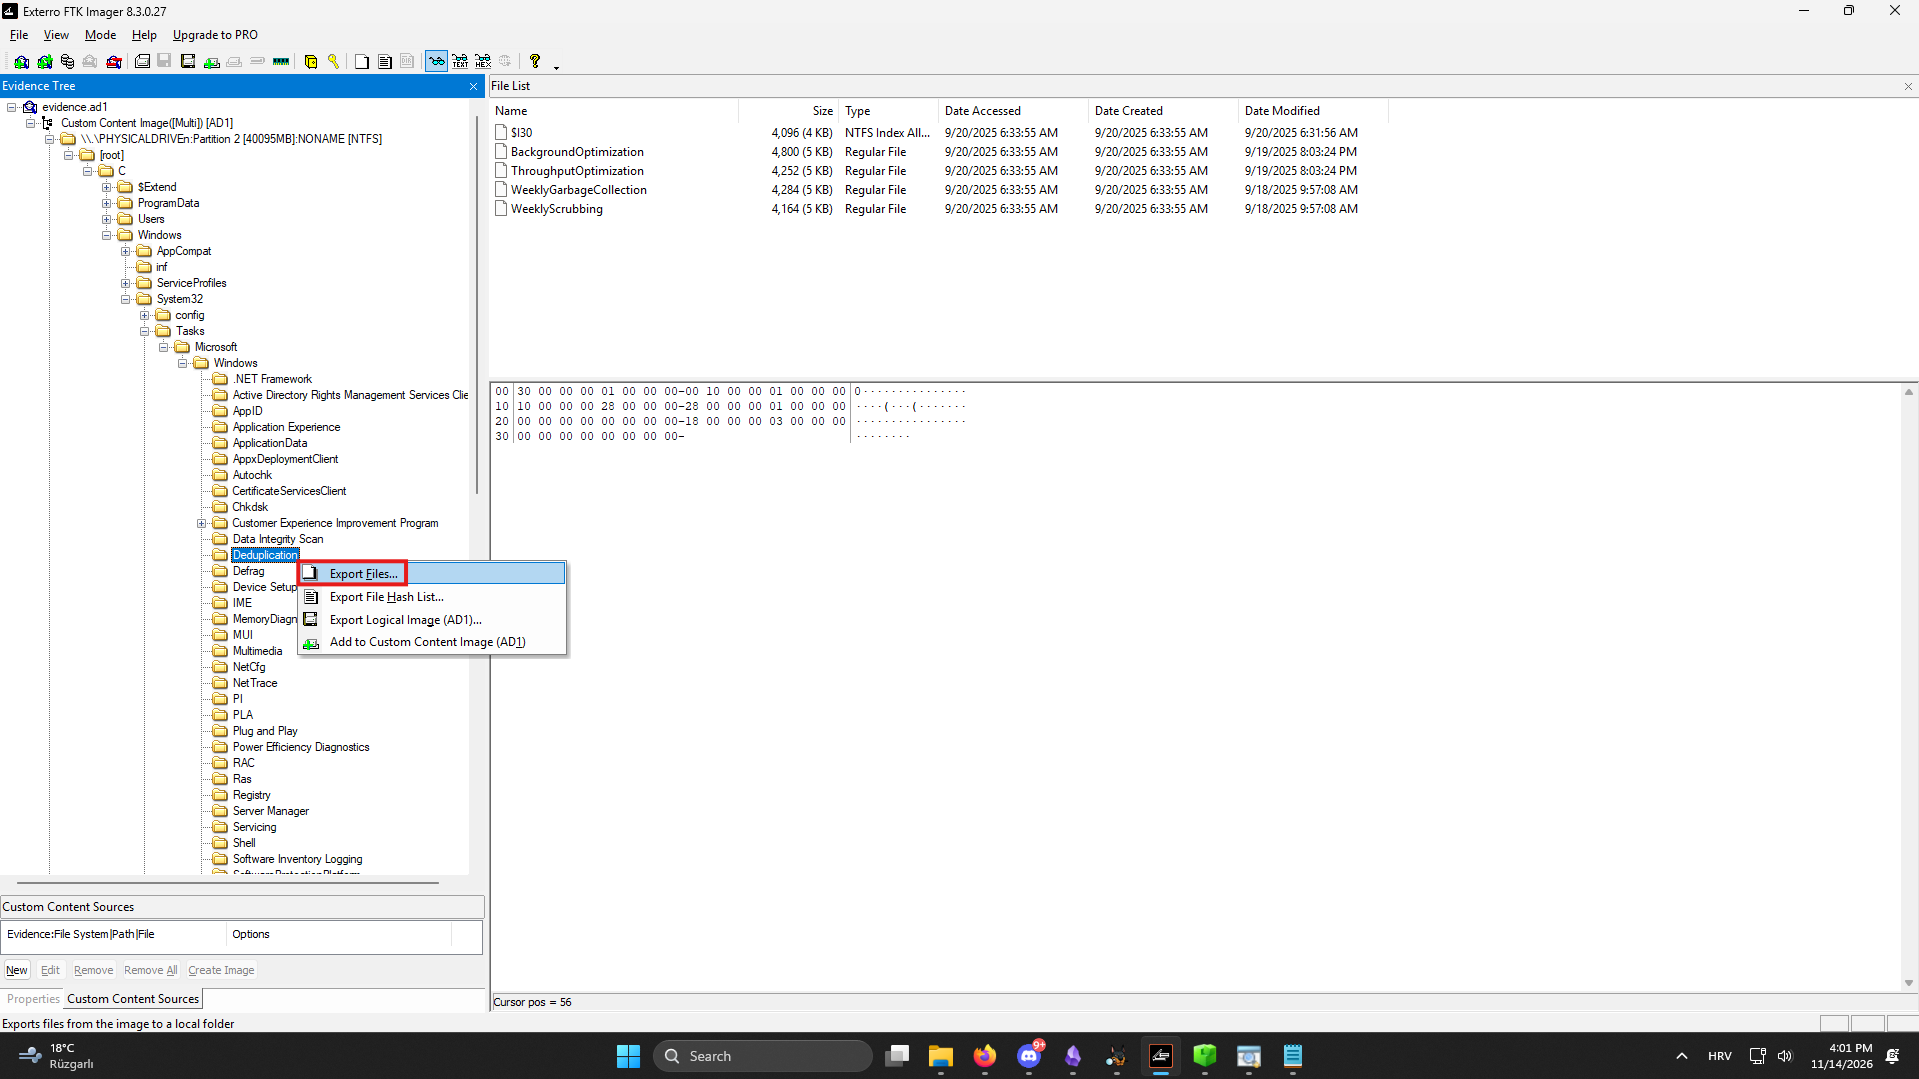 Exterro FTK Imager 8.3.0.27
File View Mode Help Upgrade to PRO
Evidence Tree
evidence.ad1
Custom Content Image([Multi]) [AD1]
\\.\PHYSICALDRIVEn:Partition 2 [40095MB]:NONAME [NTFS]
[root]
C
$Extend
ProgramData
Users
Windows
AppCompat
inf
ServiceProfiles
System32
config
Tasks
Microsoft
Windows
.NET Framework
Active Directory Rights Management Services Clie
AppID
Application Experience
ApplicationData
AppxDeploymentClient
Autochk
CertificateServicesClient
Chkdsk
Customer Experience Improvement Program
Data Integrity Scan
Deduplication
Defrag
Device Setup
IME
MemoryDiagn
MUI
Multimedia
NetCfg
NetTrace
PI
PLA
Plug and Play
Power Efficiency Diagnostics
RAC
Ras
Registry
Server Manager
Servicing
Shell
Software Inventory Logging
SoftwareProtectionPlatform
Export Files...
Export File Hash List...
Export Logical Image (AD1)...
Add to Custom Content Image (AD1)
File List
Name Size Type Date Accessed Date Created Date Modified
$I30 4,096 (4 KB) NTFS Index All... 9/20/2025 6:33:55 AM 9/20/2025 6:33:55 AM 9/20/2025 6:31:56 AM
BackgroundOptimization 4,800 (5 KB) Regular File 9/20/2025 6:33:55 AM 9/20/2025 6:33:55 AM 9/19/2025 8:03:24 PM
ThroughputOptimization 4,252 (5 KB) Regular File 9/20/2025 6:33:55 AM 9/20/2025 6:33:55 AM 9/19/2025 8:03:24 PM
WeeklyGarbageCollection 4,284 (5 KB) Regular File 9/20/2025 6:33:55 AM 9/20/2025 6:33:55 AM 9/18/2025 9:57:08 AM
WeeklyScrubbing 4,164 (5 KB) Regular File 9/20/2025 6:33:55 AM 9/20/2025 6:33:55 AM 9/18/2025 9:57:08 AM
00 30 00 00 00 01 00 00 00-00 10 00 00 01 00 00 00 0···············
10 10 00 00 00 28 00 00 00-28 00 00 00 01 00 00 00 ····(···(·······
20 00 00 00 00 00 00 00 00-18 00 00 00 03 00 00 00 ················
30 00 00 00 00 00 00 00 00- ········
Cursor pos = 56
Custom Content Sources
Evidence:File System|Path|File Options
New Edit Remove Remove All Create Image
Properties Custom Content Sources
Exports files from the image to a local folder
18°C
Rüzgarlı
Search
9+
HRV
4:01 PM
11/14/2026